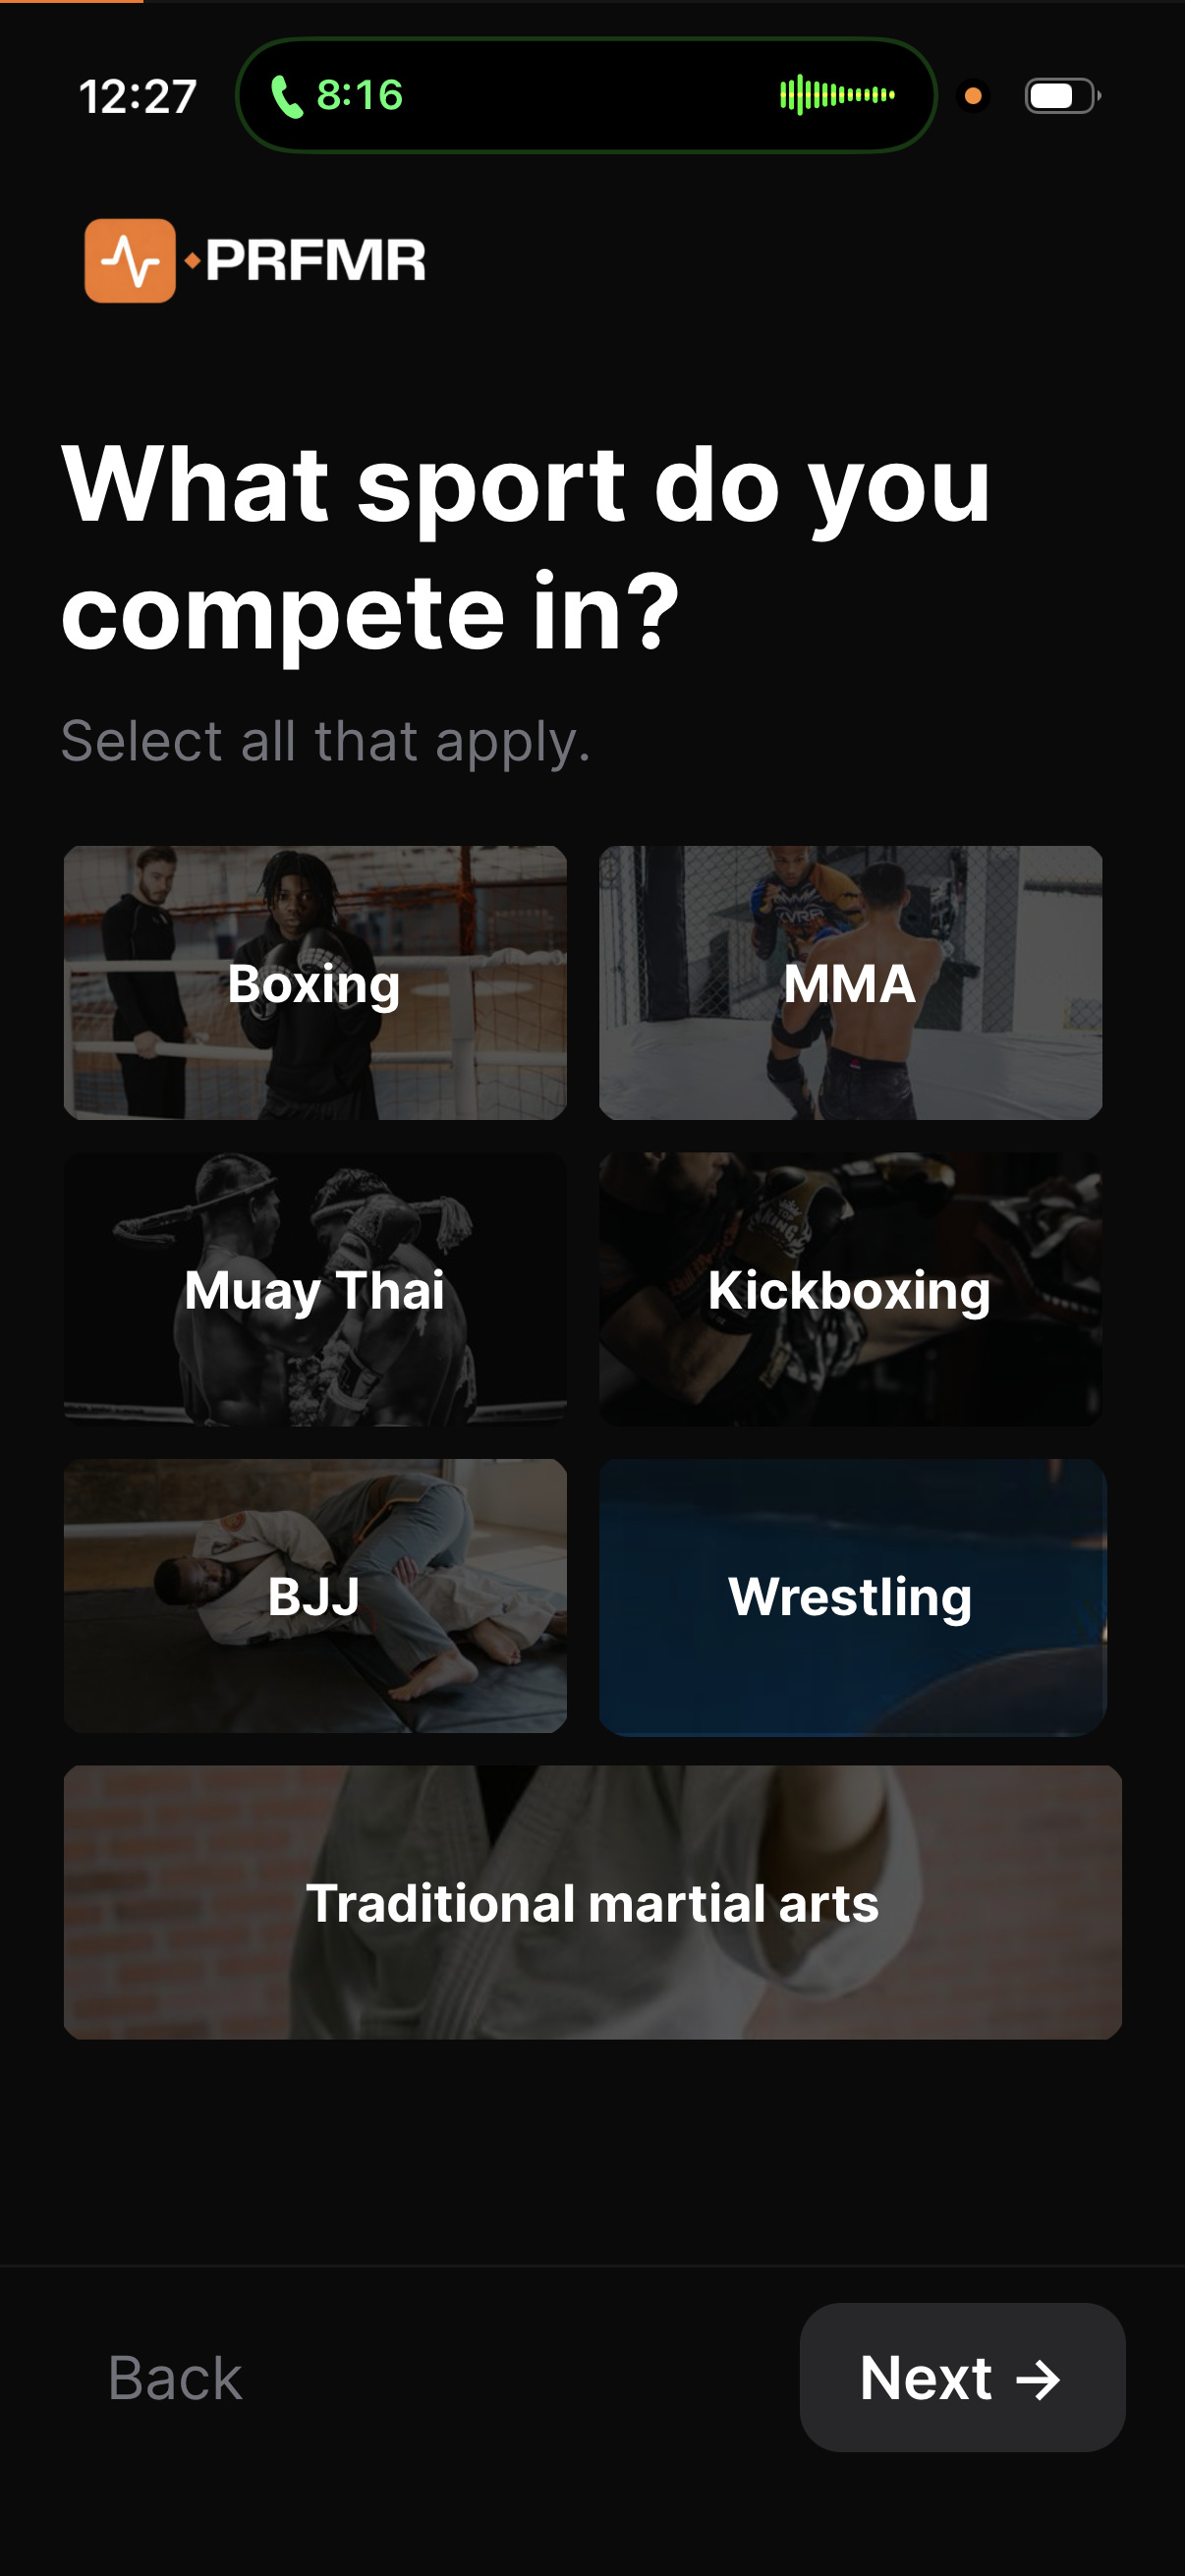 12:27
8:16
PRFMR
What sport do you
compete in?
Select all that apply.
Boxing
MMA
Muay Thai
Kickboxing
BJJ
Wrestling
Traditional martial arts
Back
Next →